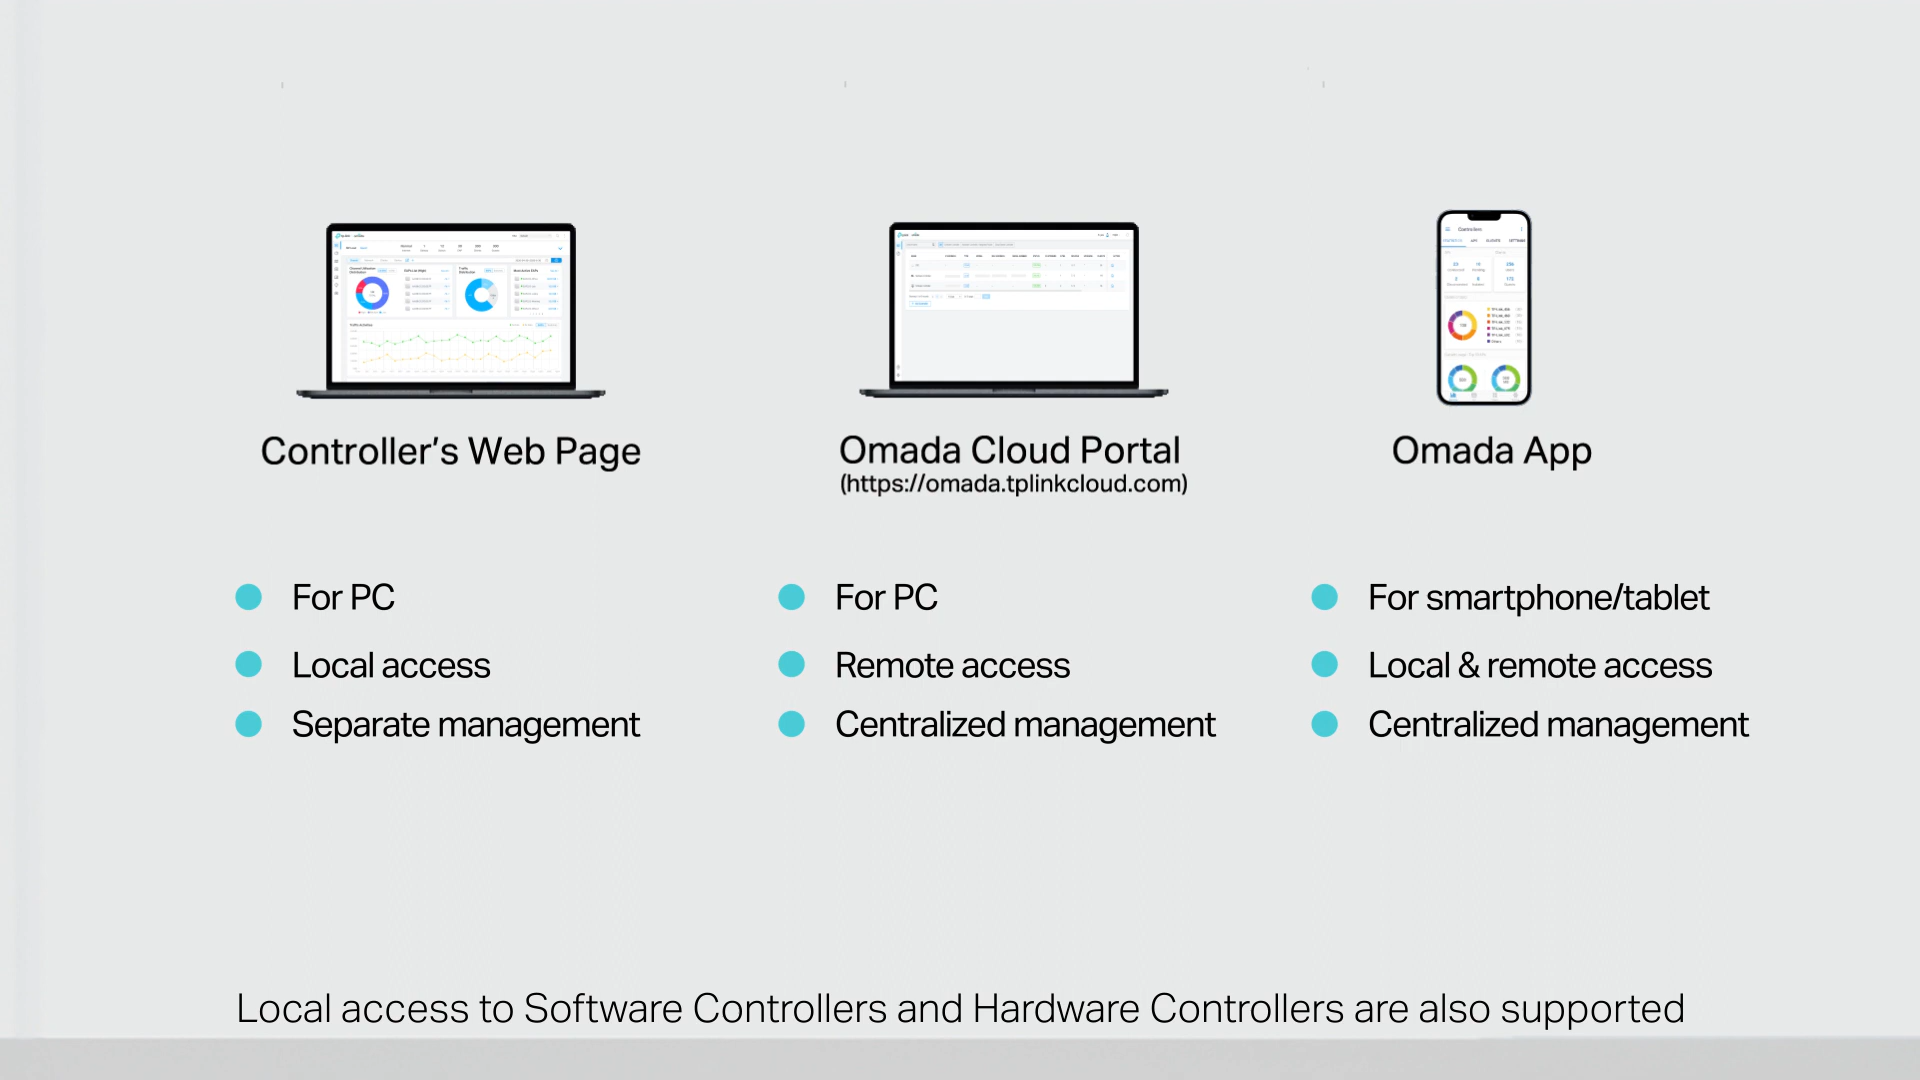 Controller's Web Page
Omada Cloud Portal
(https://omada.tplinkcloud.com)
Omada App
For PC
Local access
Separate management
For PC
Remote access
Centralized management
For smartphone/tablet
Local & remote access
Centralized management
Local access to Software Controllers and Hardware Controllers are also supported